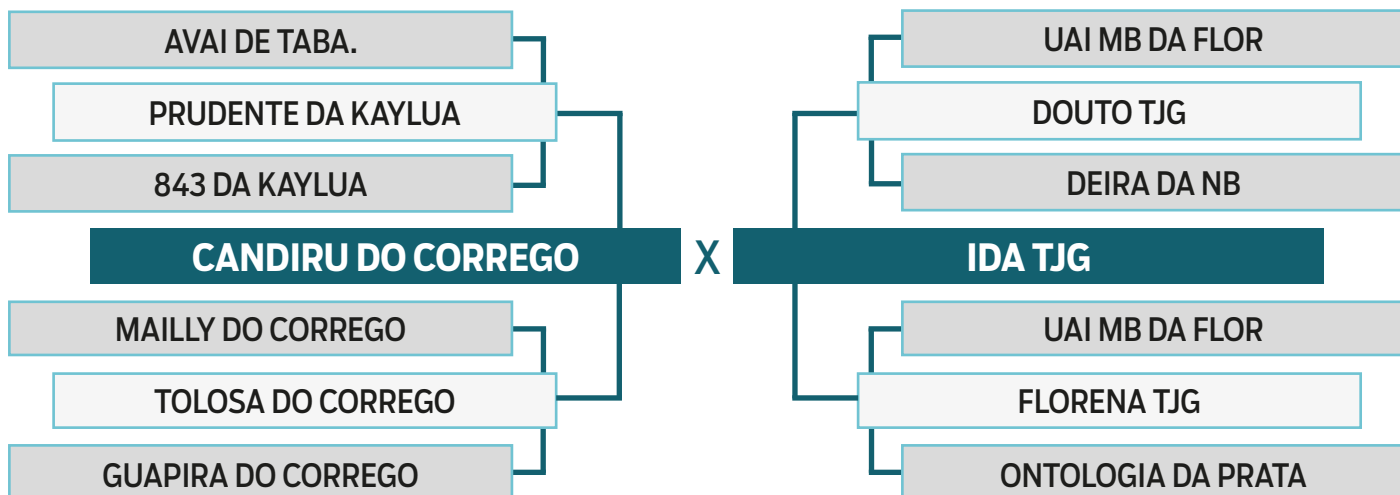 AVAI DE TABA.
PRUDENTE DA KAYLUA
843 DA KAYLUA
CANDIRU DO CORREGO
MAILLY DO CORREGO
TOLOSA DO CORREGO
GUAPIRA DO CORREGO
X
UAI MB DA FLOR
DOUTO TJG
DEIRA DA NB
IDA TJG
UAI MB DA FLOR
FLORENA TJG
ONTOLOGIA DA PRATA